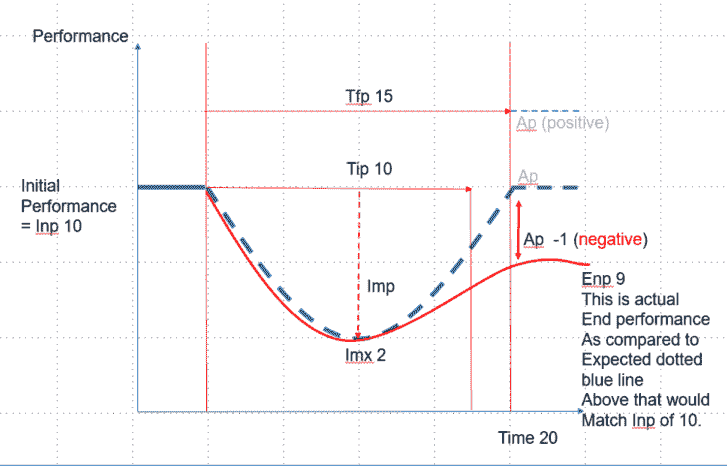 Performance
Tfp 15
Ap (positive)
Tip 10
Ap
Initial
Performance
= Inp 10
Ap -1 (negative)
Imp
Enp 9
This is actual
End performance
As compared to
Expected dotted
blue line
Above that would
Match Inp of 10.
Imx 2
Time 20